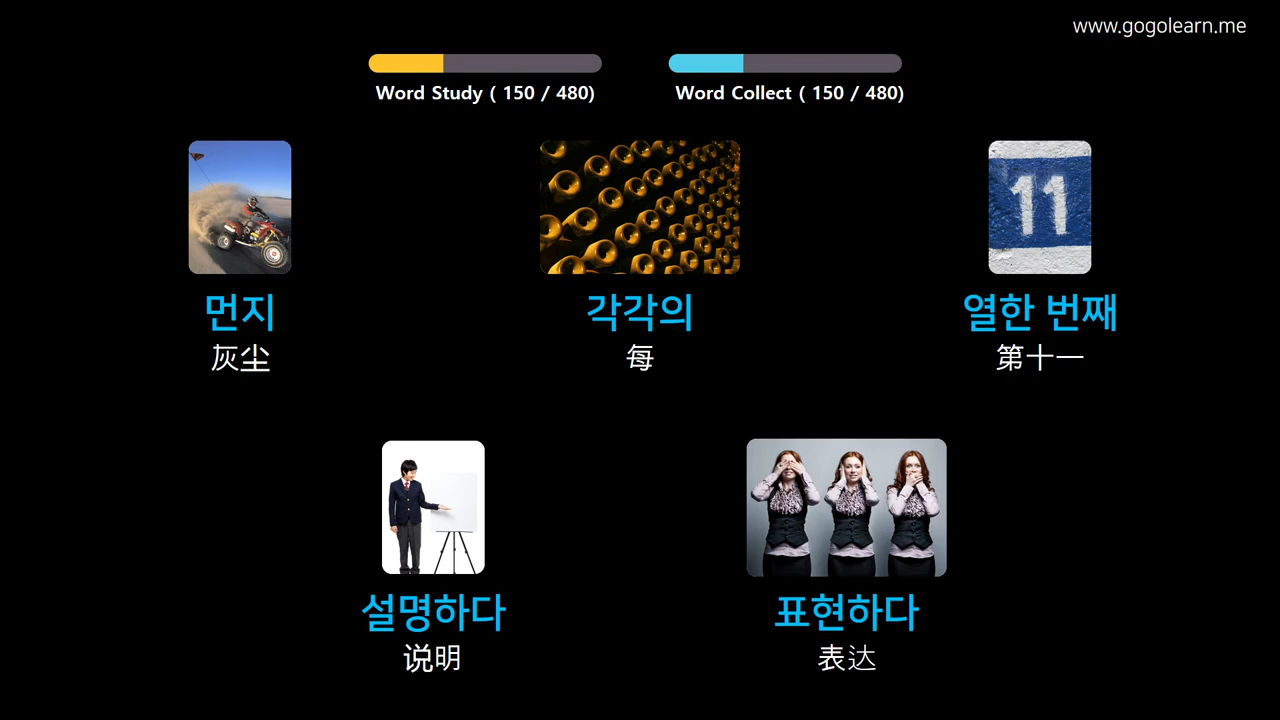 www.gogolearn.me
Word Study ( 150 / 480)
Word Collect ( 150 / 480)
11
먼지
灰尘
각각의
每
열한 번째
第十一
설명하다
说明
표현하다
表达